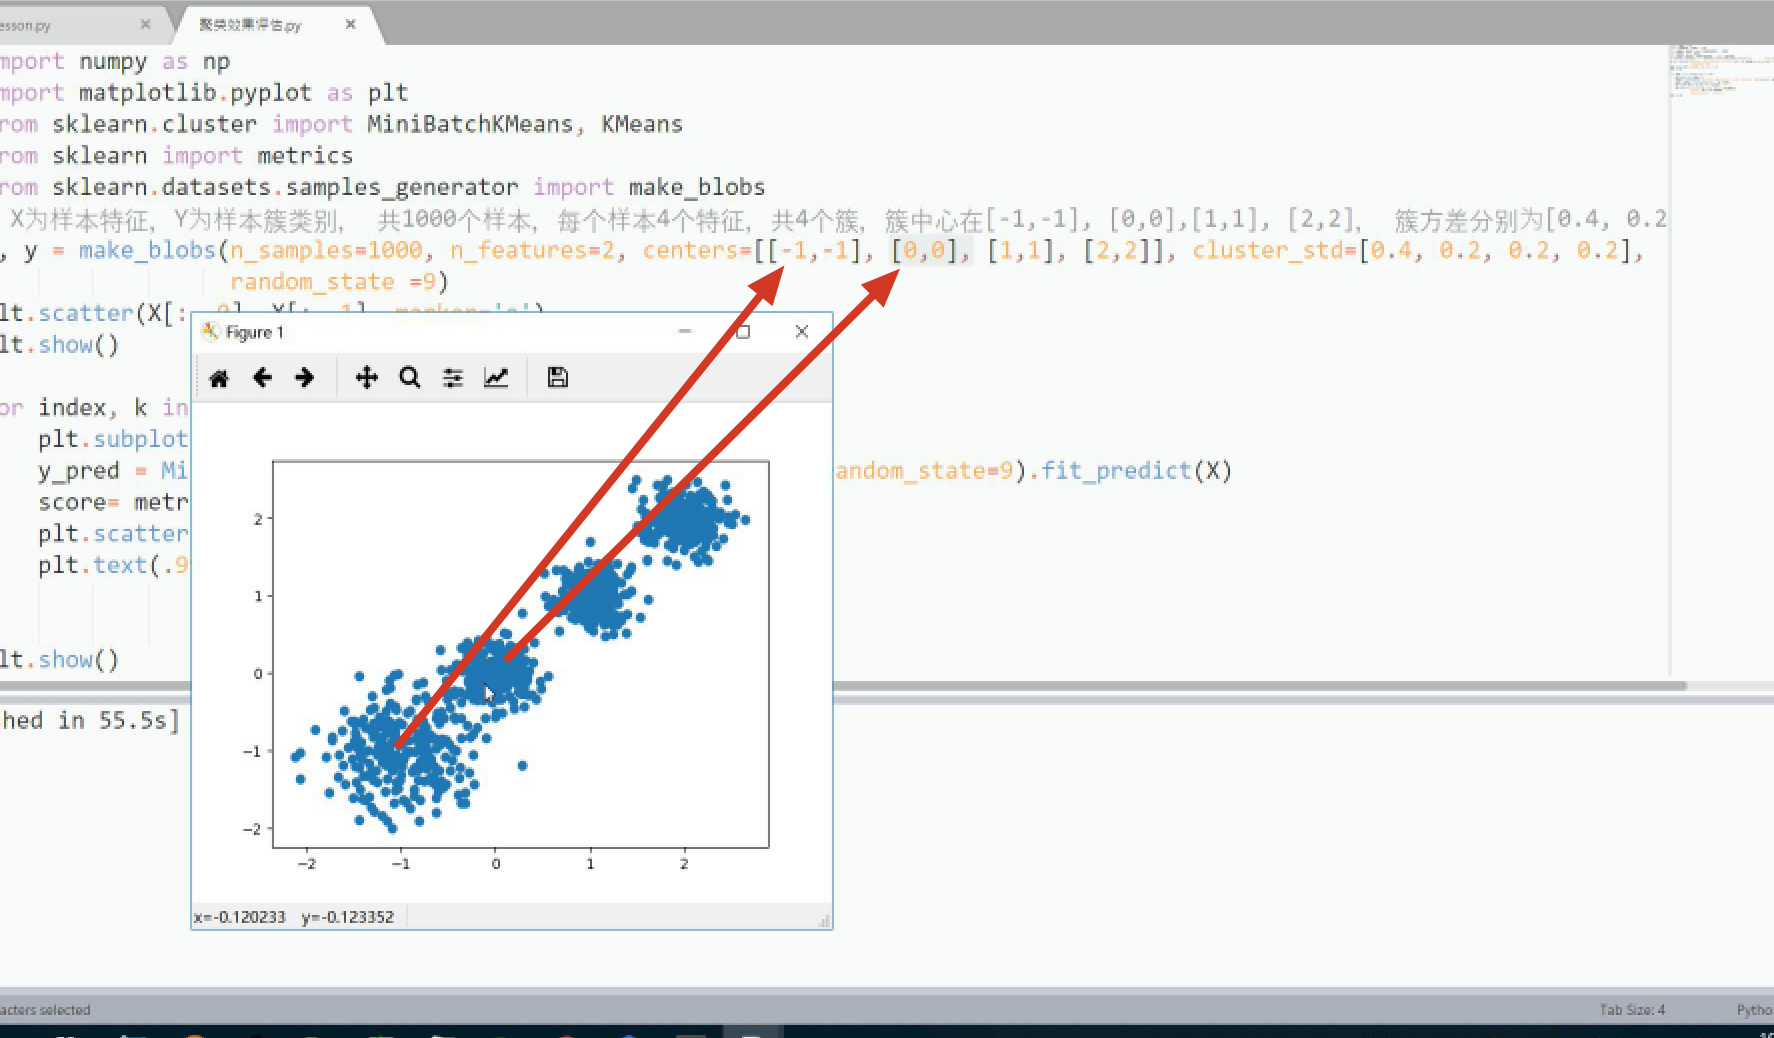 esson.py
聚类效果评估.py
mport numpy as np
mport matplotlib.pyplot as plt
rom sklearn.cluster import MiniBatchKMeans, KMeans
rom sklearn import metrics
rom sklearn.datasets.samples_generator import make_blobs
X为样本特征, Y为样本簇类别, 共1000个样本, 每个样本4个特征, 共4个簇, 簇中心在[-1,-1], [0,0],[1,1], [2,2], 簇方差分别为[0.4, 0.2
, y = make_blobs(n_samples=1000, n_features=2, centers=[[-1,-1], [0,0], [1,1], [2,2]], cluster_std=[0.4, 0.2, 0.2, 0.2],
random_state =9)
lt.scatter(X[:, 0], X[:, 1], marker='o')
lt.show()
or index, k in
plt.subplot
y_pred = Mi
andom_state=9).fit_predict(X)
score= metr
plt.scatter
plt.text(.9
lt.show()
Figure 1
2
1
0
−1
−2
−2 −1 0 1 2
x=-0.120233 y=-0.123352
hed in 55.5s]
acters selected
Tab Size: 4
Pytho